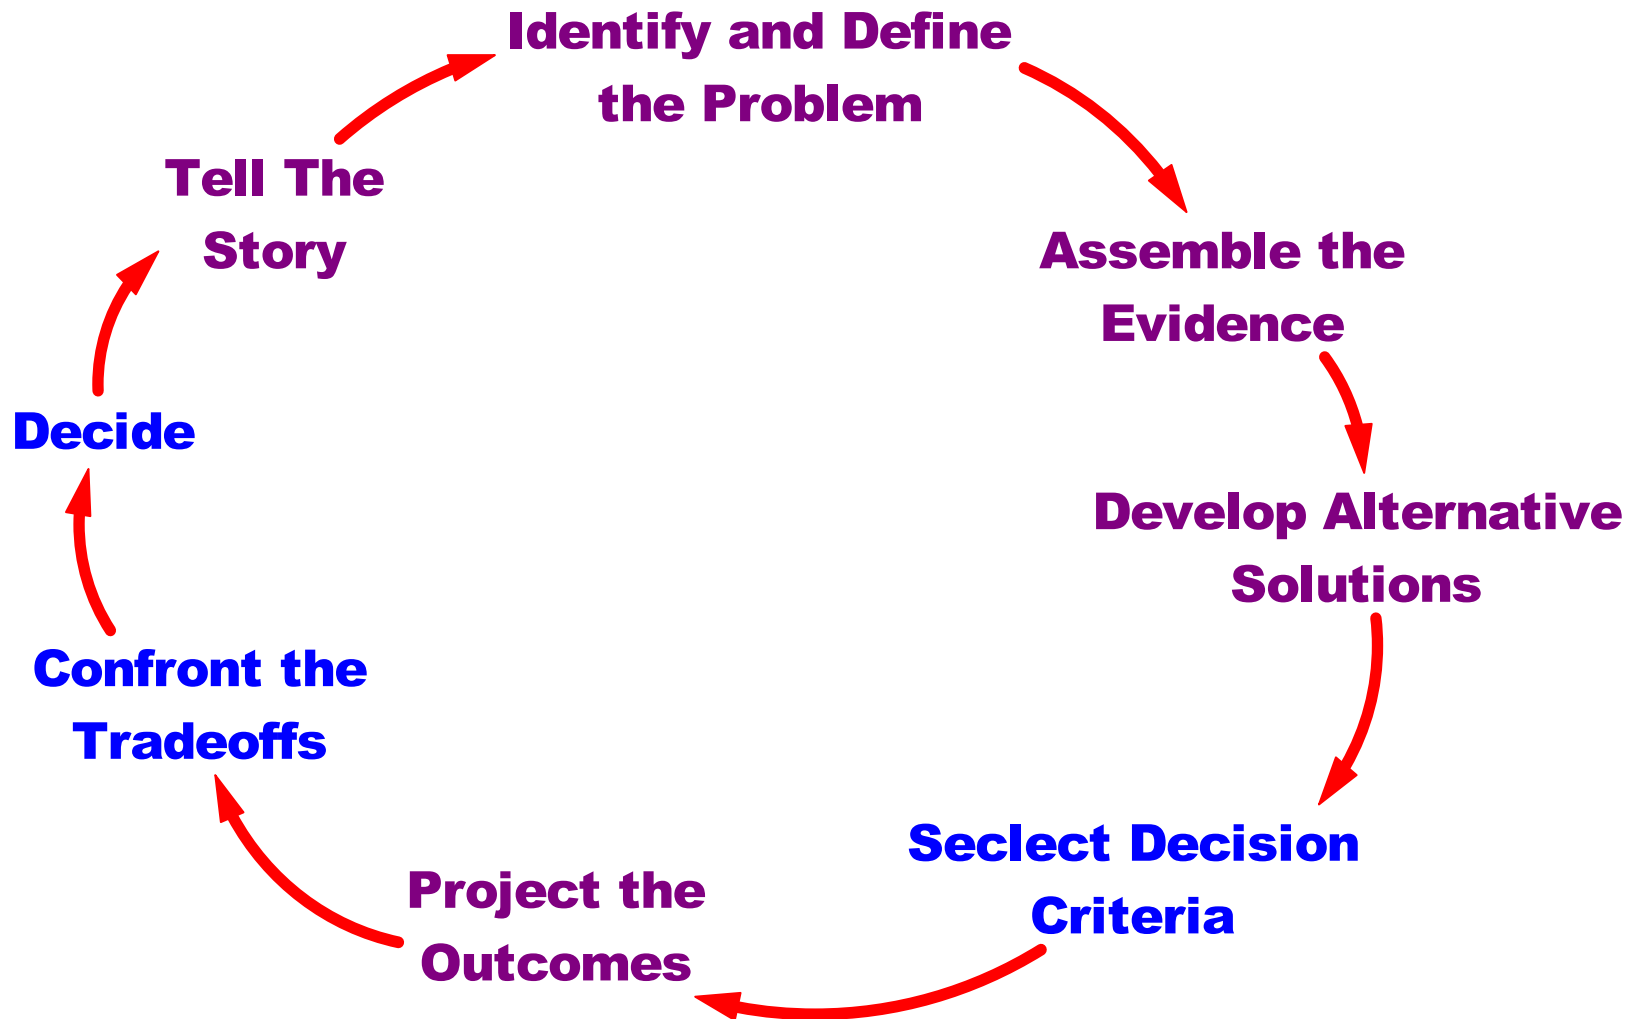 Identify and Define
the Problem
Assemble the
Evidence
Develop Alternative
Solutions
Seclect Decision
Criteria
Project the
Outcomes
Confront the
Tradeoffs
Decide
Tell The
Story